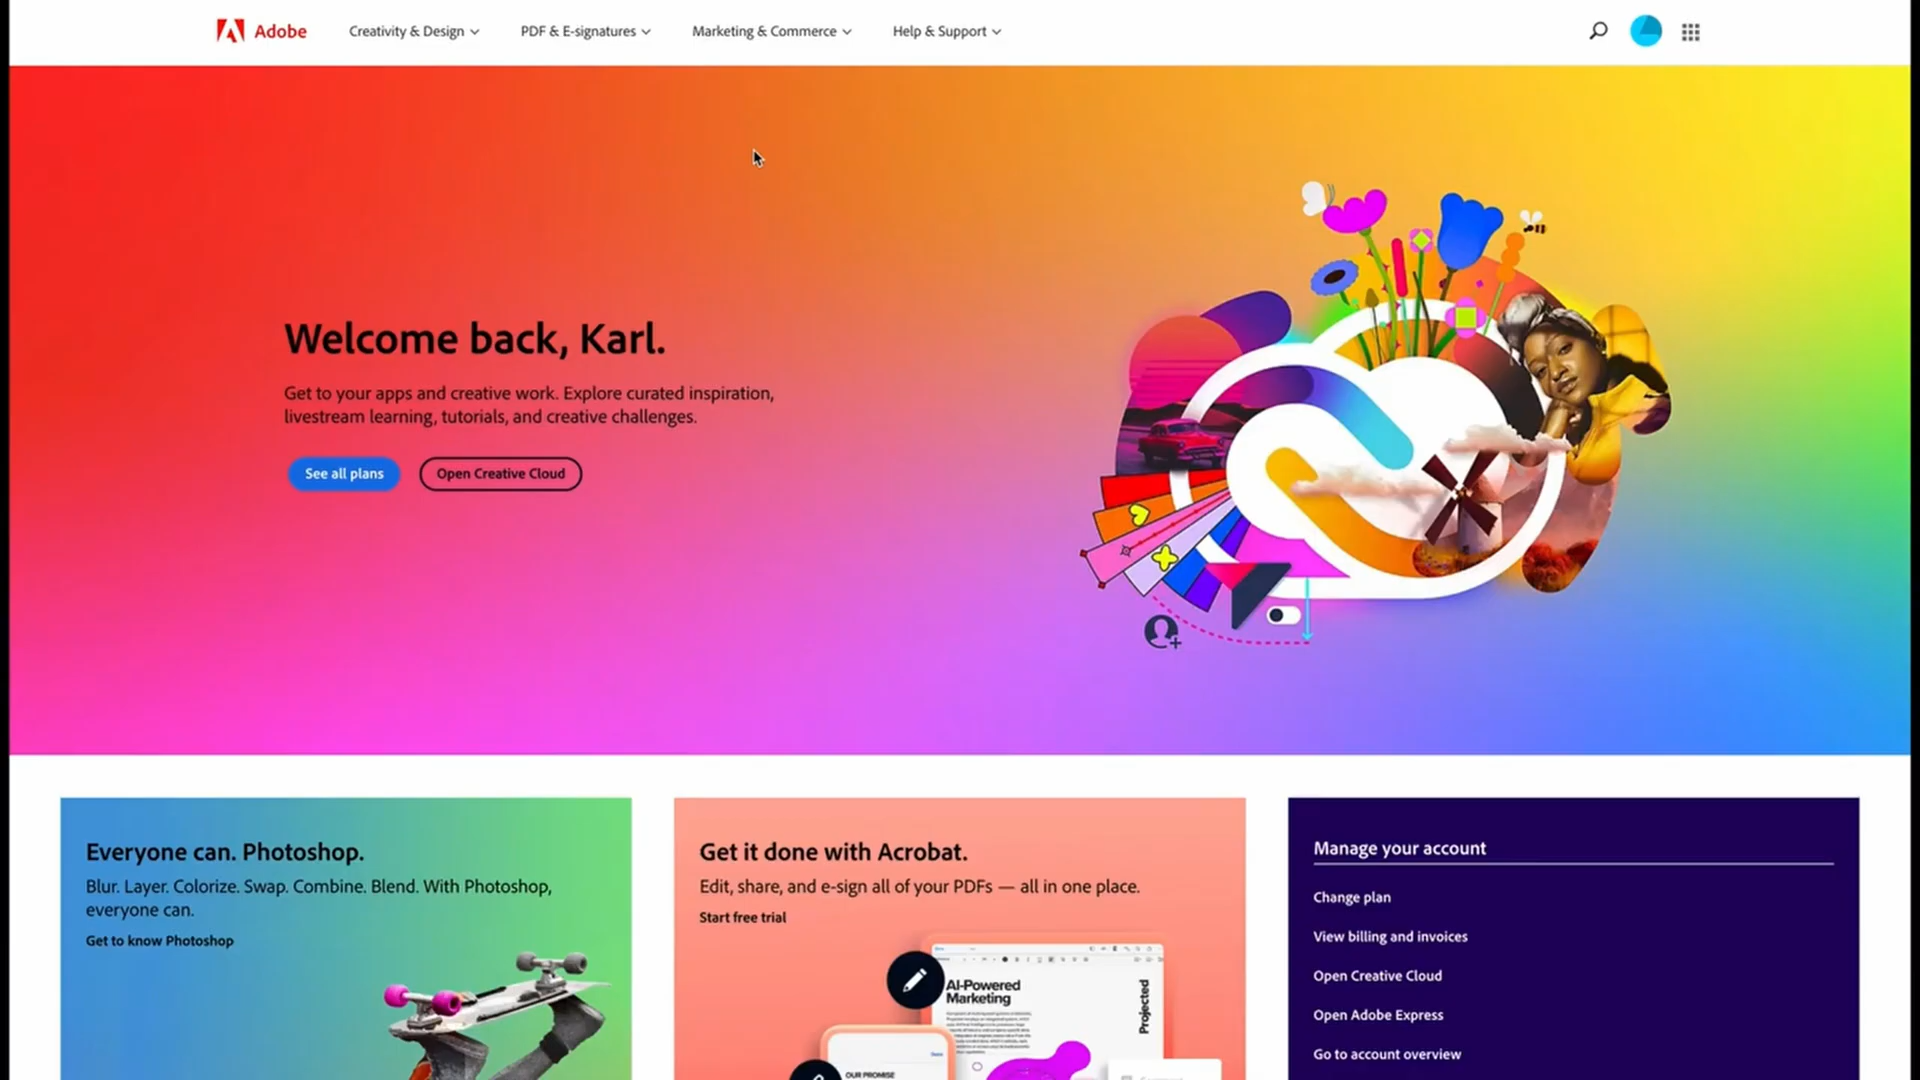 Adobe
Creativity & Design
PDF & E-signatures
Marketing & Commerce
Help & Support
Welcome back, Karl.
Get to your apps and creative work. Explore curated inspiration,
livestream learning, tutorials, and creative challenges.
See all plans
Open Creative Cloud
Everyone can. Photoshop.
Blur. Layer. Colorize. Swap. Combine. Blend. With Photoshop,
everyone can.
Get to know Photoshop
Get it done with Acrobat.
Edit, share, and e-sign all of your PDFs — all in one place.
Start free trial
AI-Powered
Marketing
Projected
OUR PROMISE
Manage your account
Change plan
View billing and invoices
Open Creative Cloud
Open Adobe Express
Go to account overview